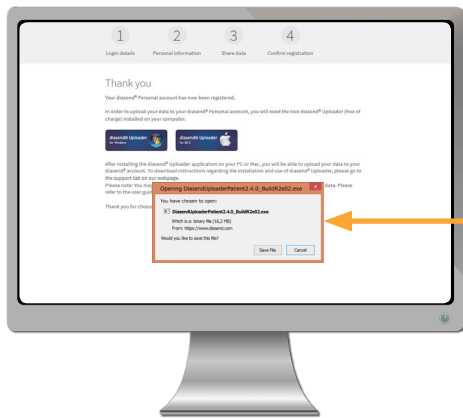 1 2 3 4
Login details Personal information Share data Confirm registration
Thank you
Your diasend® Personal account has now been registered.
In order to upload your data to your diasend® Personal account, you will need the tool diasend® Uploader (free of
charge) installed on your computer.
diasend® Uploader
for Windows
diasend® Uploader
for OS X
After installing the diasend® Uploader application on your PC or Mac, you will be able to upload your data to your
diasend® account. To download instructions regarding the installation and use of diasend® Uploader, please go to
the support tab on our webpage.
Please note: You may data. Please
refer to the user guid
Thank you for choos
Opening DiasendUploaderPatient2.4.0_BuildR2e02.exe
You have chosen to open:
DiasendUploaderPatient2.4.0_BuildR2e02.exe
Which is a: binary file (16,2 MB)
From: https://www.diasend.com
Would you like to save this file?
Save File Cancel